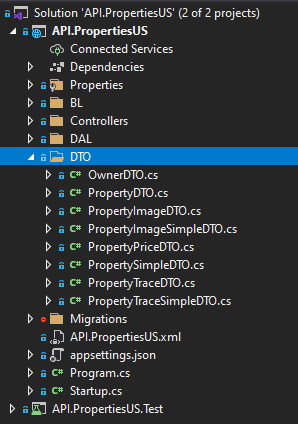 Solution 'API.PropertiesUS' (2 of 2 projects)
API.PropertiesUS
Connected Services
Dependencies
Properties
BL
Controllers
DAL
DTO
C# OwnerDTO.cs
C# PropertyDTO.cs
C# PropertyImageDTO.cs
C# PropertyImageSimpleDTO.cs
C# PropertyPriceDTO.cs
C# PropertySimpleDTO.cs
C# PropertyTraceDTO.cs
C# PropertyTraceSimpleDTO.cs
Migrations
API.PropertiesUS.xml
appsettings.json
C# Program.cs
C# Startup.cs
API.PropertiesUS.Test